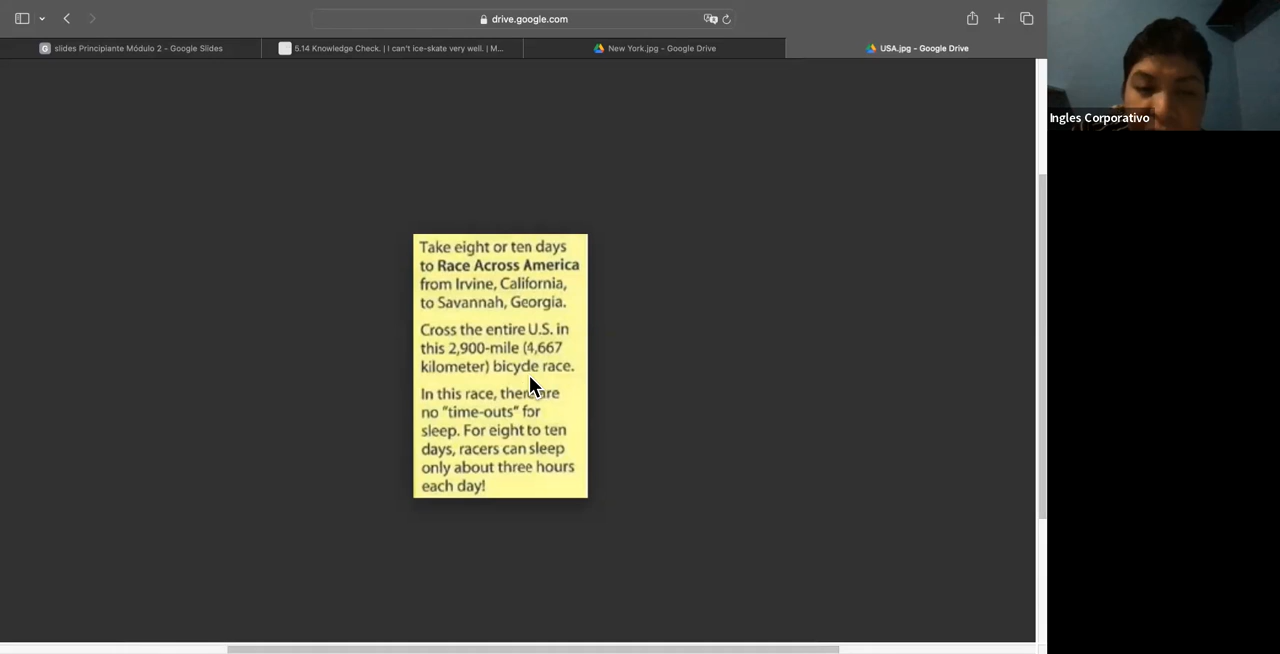 drive.google.com
slides Principiante Módulo 2 - Google Slides
5.14 Knowledge Check. | I can't ice-skate very well. | M...
New York.jpg - Google Drive
USA.jpg - Google Drive
Ingles Corporativo
Take eight or ten days
to Race Across America
from Irvine, California,
to Savannah, Georgia.
Cross the entire U.S. in
this 2,900-mile (4,667
kilometer) bicycle race.
In this race, there are
no "time-outs" for
sleep. For eight to ten
days, racers can sleep
only about three hours
each day!